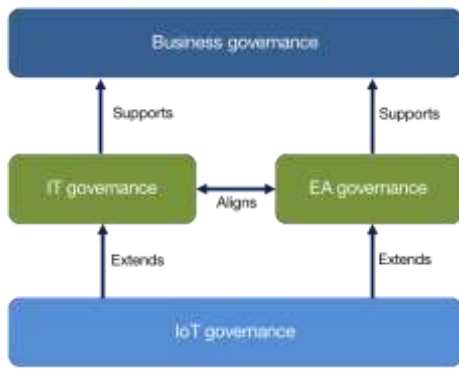 Business governance
Supports
Supports
IT governance
EA governance
Aligns
Extends
Extends
IoT governance